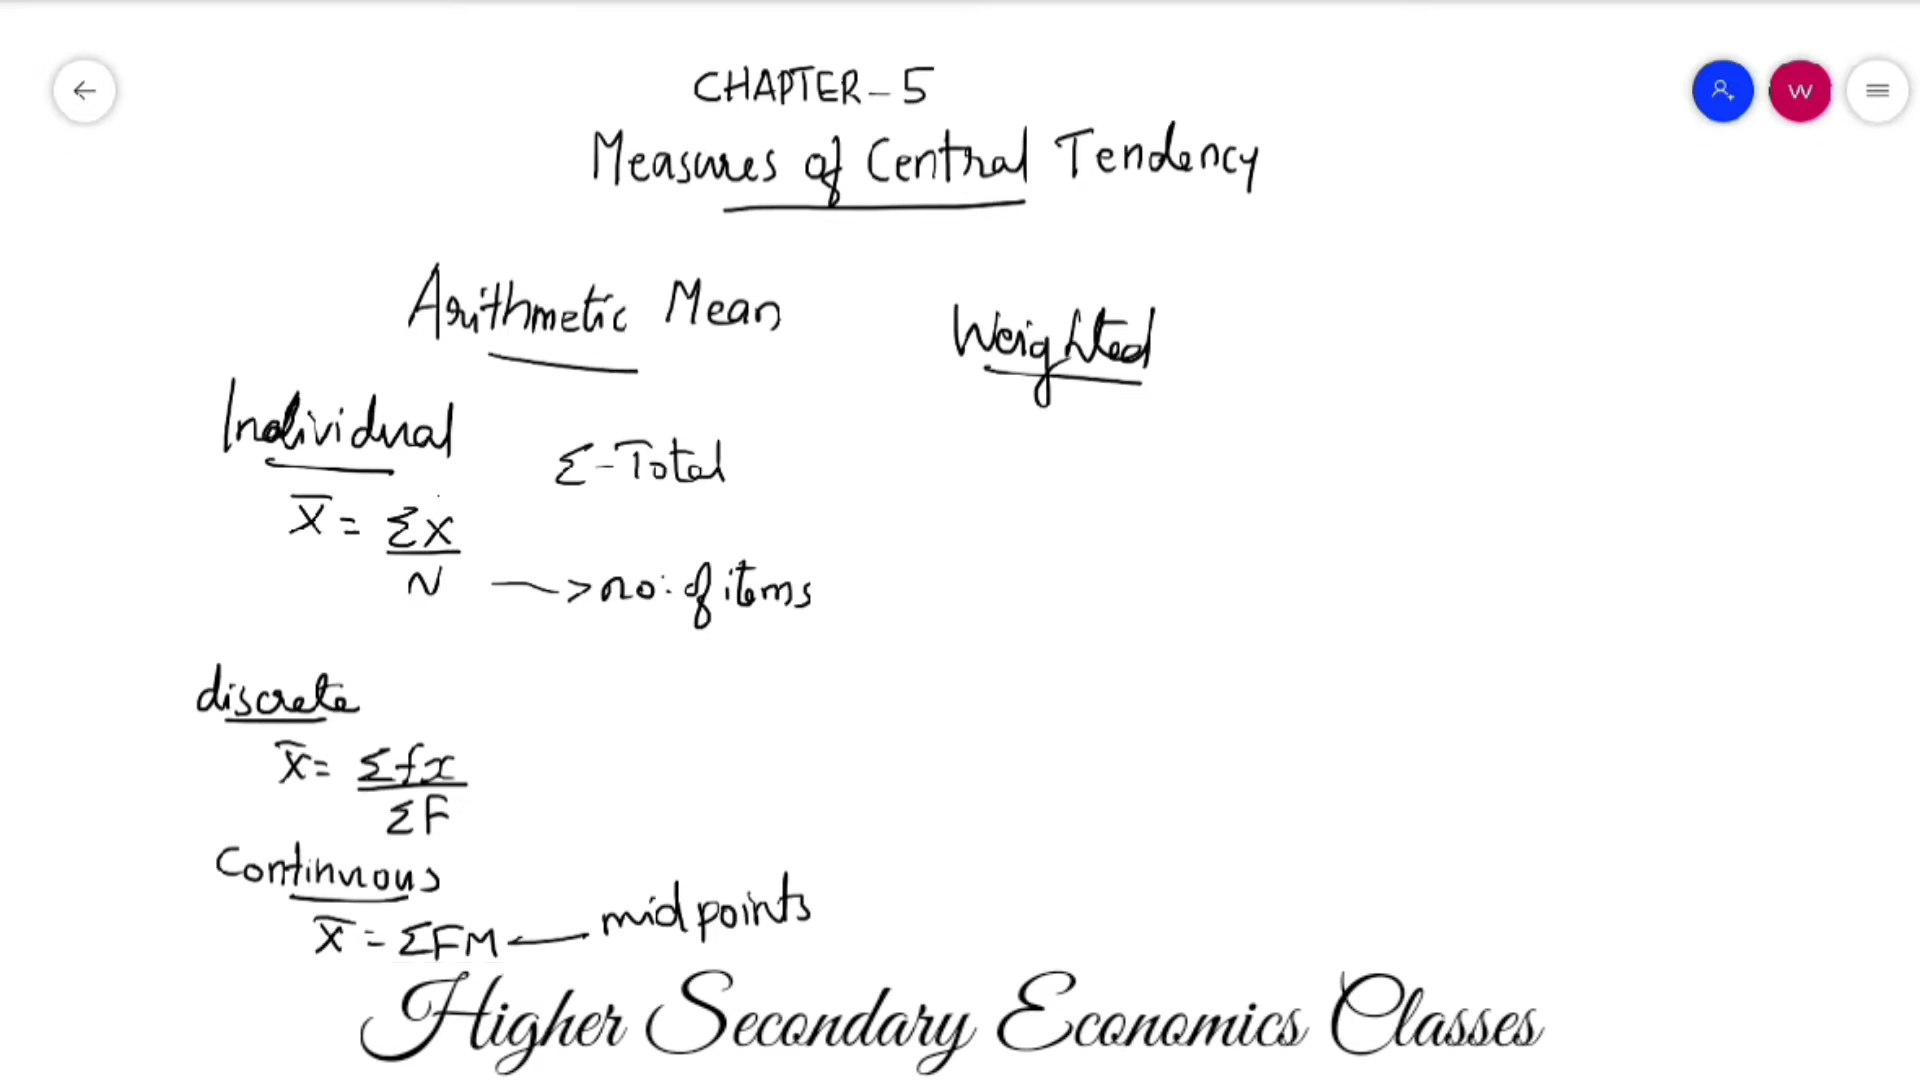 CHAPTER-5
Measures of Central Tendency
Arithmetic Mean
Weighted
Individual
Σ-Total
X̅ = ΣX
N → no: of items
discrete
X̅ = Σfx
ΣF
Continuous
X̅ = ΣFM ← midpoints
Higher Secondary Economics Classes
W